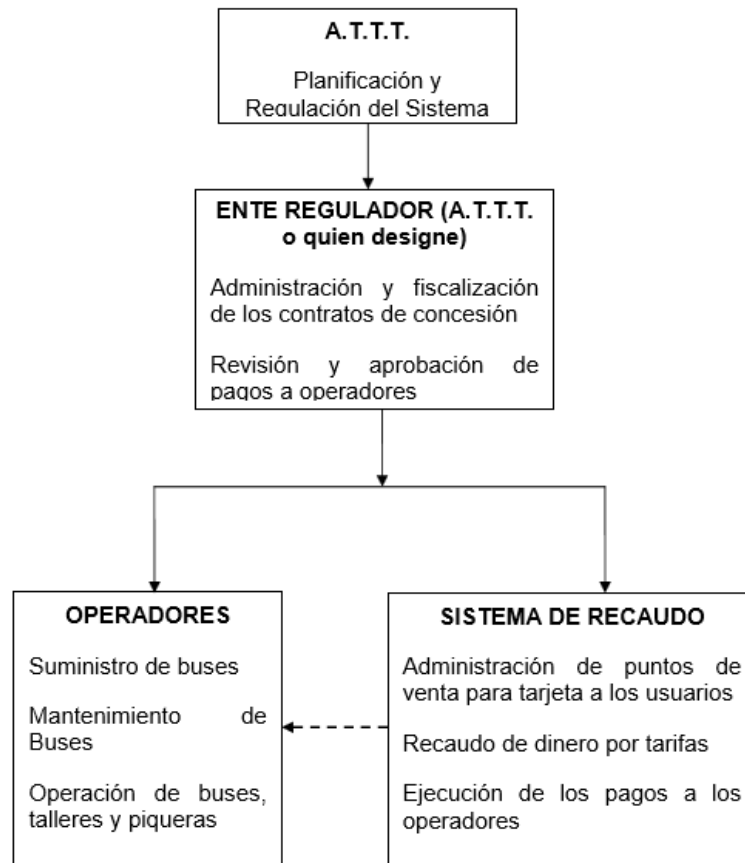 A.T.T.T.
Planificación y
Regulación del Sistema
ENTE REGULADOR (A.T.T.T.
o quien designe)
Administración y fiscalización
de los contratos de concesión
Revisión y aprobación de
pagos a operadores
OPERADORES
Suministro de buses
Mantenimiento de
Buses
Operación de buses,
talleres y piqueras
SISTEMA DE RECAUDO
Administración de puntos de
venta para tarjeta a los usuarios
Recaudo de dinero por tarifas
Ejecución de los pagos a los
operadores